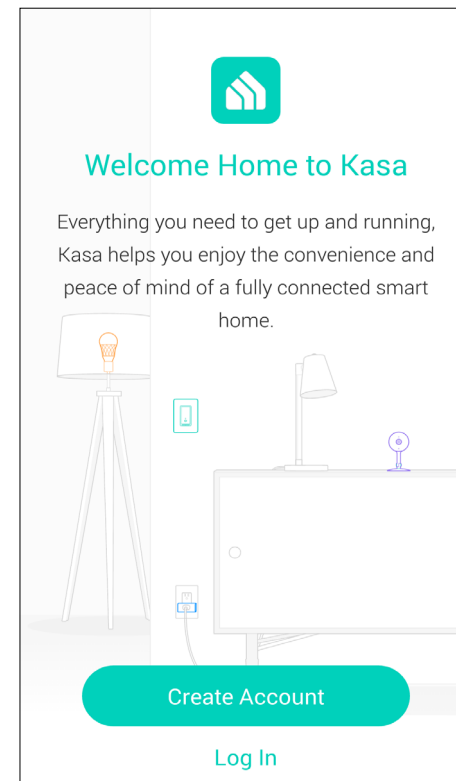 Welcome Home to Kasa
Everything you need to get up and running,
Kasa helps you enjoy the convenience and
peace of mind of a fully connected smart
home.
Create Account
Log In